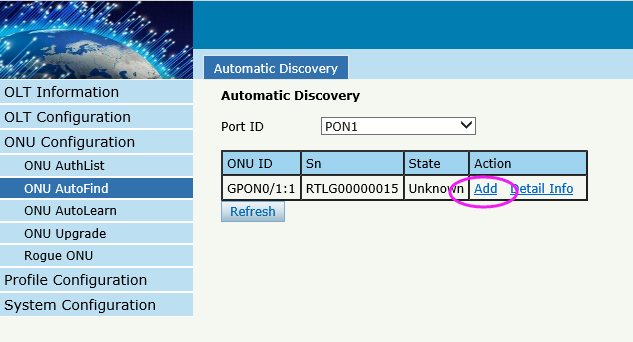 Automatic Discovery
OLT Information
OLT Configuration
ONU Configuration
ONU AuthList
ONU AutoFind
ONU AutoLearn
ONU Upgrade
Rogue ONU
Profile Configuration
System Configuration
Automatic Discovery
Port ID PON1
ONU ID Sn State Action
GPON0/1:1 RTLG00000015 Unknown Add Detail Info
Refresh